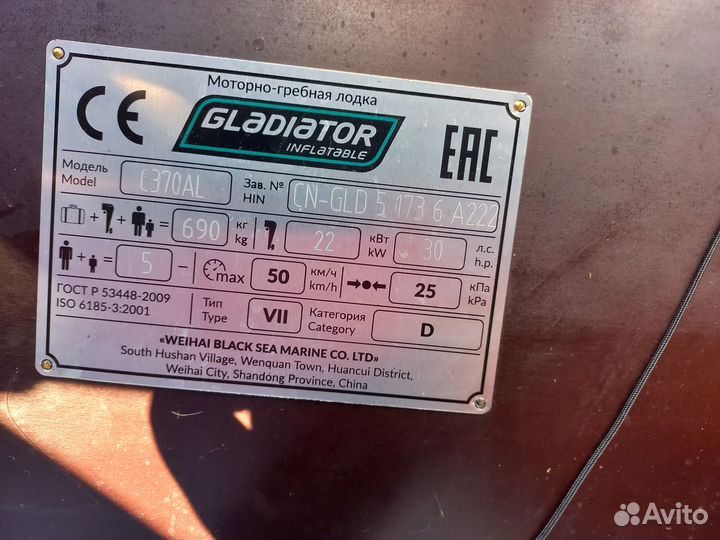 Моторно-гребная лодка
CE GLADIATOR EAC
INFLATABLE
Модель 370AL Зав. № CN-GLD 5 173 6 A222
Model HIN
690 кг 22 кВт 30 л.с.
kg kW h.p.
5 – max 50 км/ч 25 кПа
km/h kPa
ГОСТ Р 53448-2009 Тип VII Категория D
ISO 6185-3:2001 Type Category
«WEIHAI BLACK SEA MARINE CO. LTD»
South Hushan Village, Wenquan Town, Huancui District,
Weihai City, Shandong Province, China
Avito